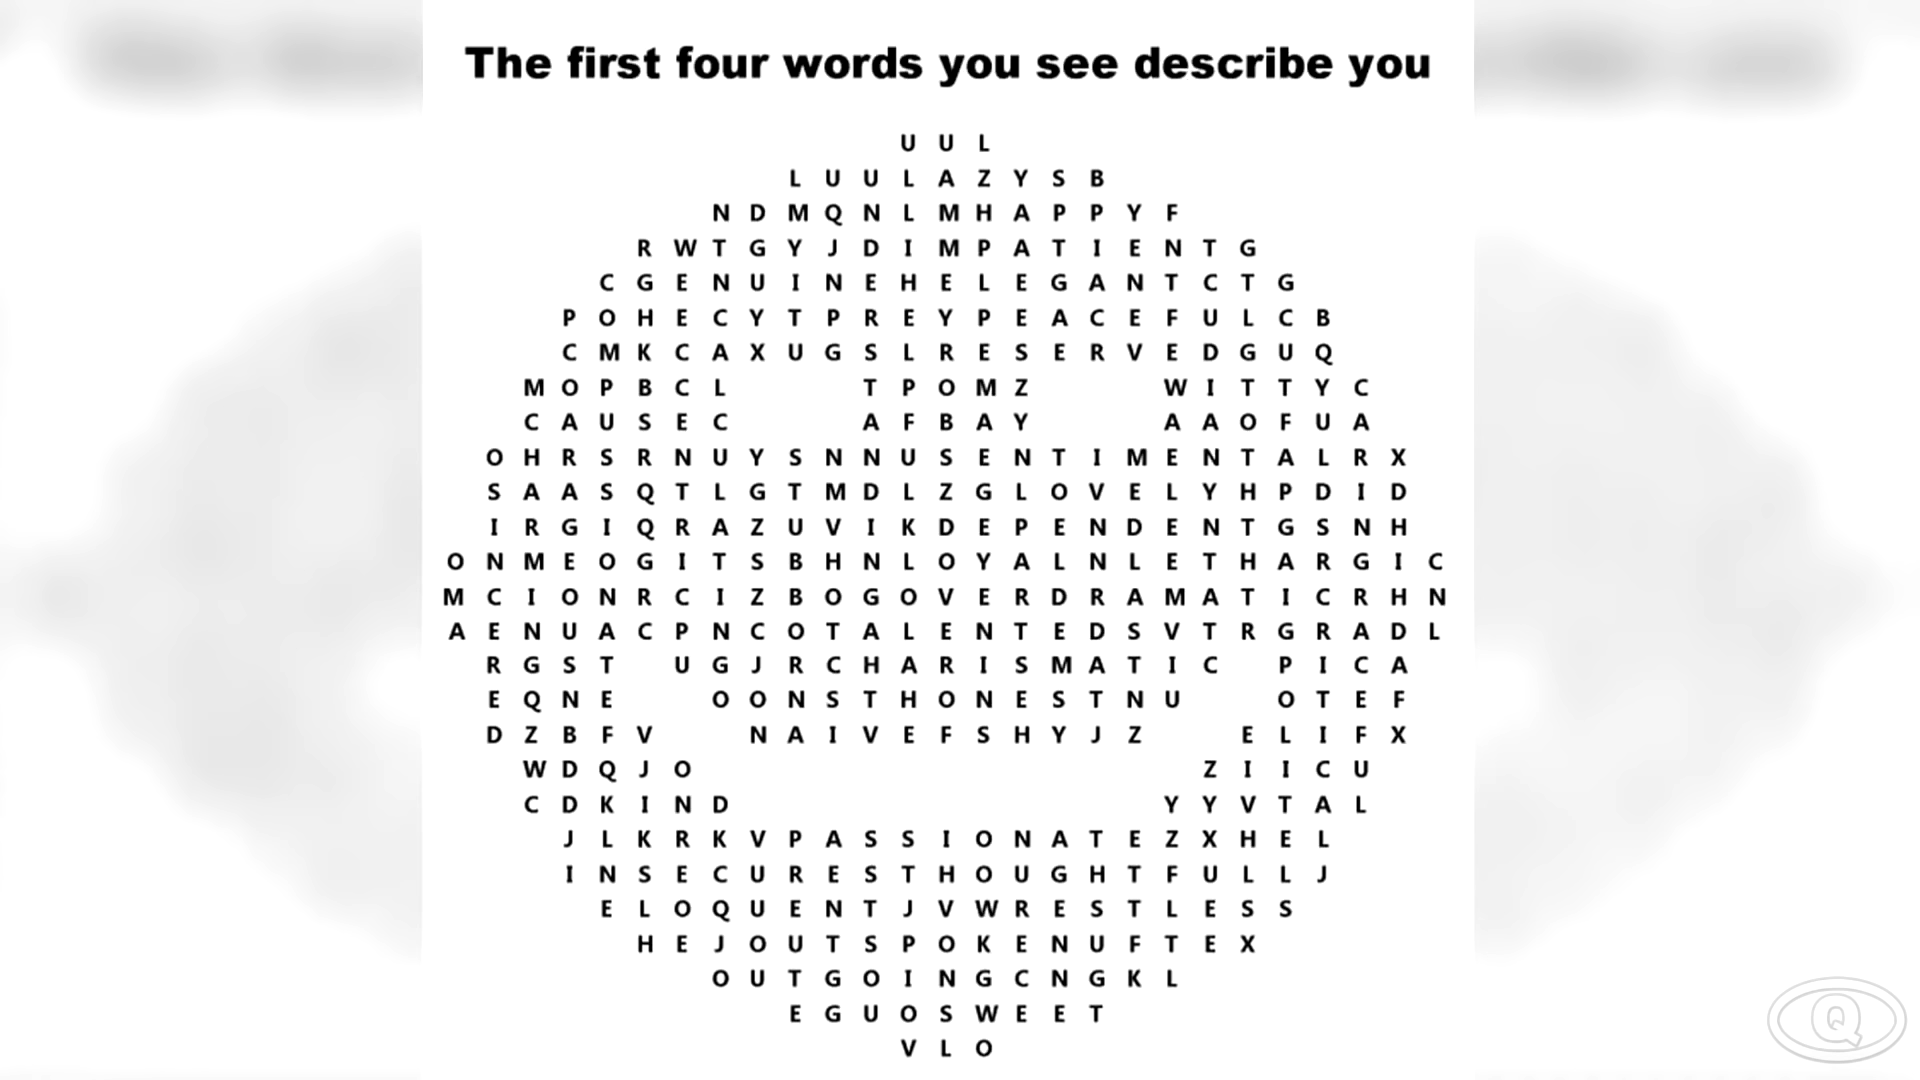 The first four words you see describe you
U U L
L U U L A Z Y S B
N D M Q N L M H A P P Y F
R W T G Y J D I M P A T I E N T G
C G E N U I N E H E L E G A N T C T G
P O H E C Y T P R E Y P E A C E F U L C B
C M K C A X U G S L R E S E R V E D G U Q
M O P B C L T P O M Z W I T T Y C
C A U S E C A F B A Y A A O F U A
O H R S R N U Y S N N U S E N T I M E N T A L R X
S A A S Q T L G T M D L Z G L O V E L Y H P D I D
I R G I Q R A Z U V I K D E P E N D E N T G S N H
O N M E O G I T S B H N L O Y A L N L E T H A R G I C
M C I O N R C I Z B O G O V E R D R A M A T I C R H N
A E N U A C P N C O T A L E N T E D S V T R G R A D L
R G S T U G J R C H A R I S M A T I C P I C A
E Q N E O O N S T H O N E S T N U O T E F
D Z B F V N A I V E F S H Y J Z E L I F X
W D Q J O Z I I C U
C D K I N D Y Y V T A L
J L K R K V P A S S I O N A T E Z X H E L
I N S E C U R E S T H O U G H T F U L L J
E L O Q U E N T J V W R E S T L E S S
H E J O U T S P O K E N U F T E X
O U T G O I N G C N G K L
E G U O S W E E T
V L O
Q